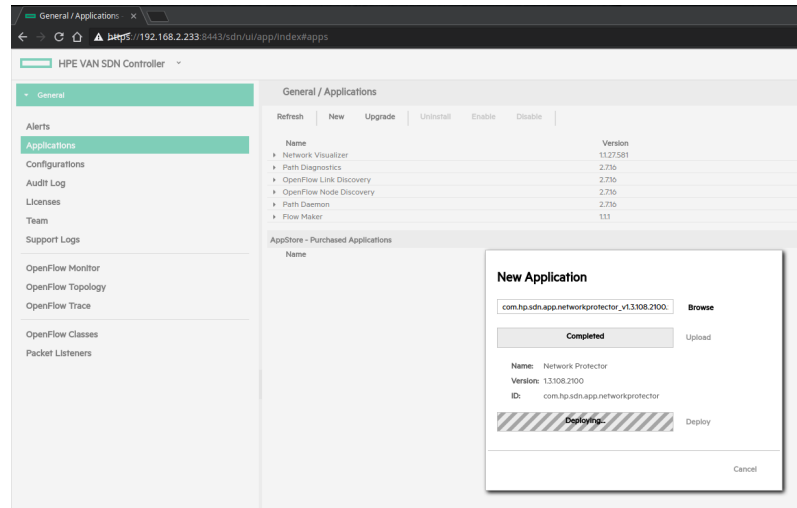 General / Applications -
https://192.168.2.233:8443/sdn/ui/app/index#apps
HPE VAN SDN Controller
General
General / Applications
Refresh New Upgrade Uninstall Enable Disable
Alerts
Applications
Configurations
Audit Log
Licenses
Team
Support Logs
OpenFlow Monitor
OpenFlow Topology
OpenFlow Trace
OpenFlow Classes
Packet Listeners
Name Version
Network Visualizer 1.1.27.581
Path Diagnostics 2.7.16
OpenFlow Link Discovery 2.7.16
OpenFlow Node Discovery 2.7.16
Path Daemon 2.7.16
Flow Maker 1.1.1
AppStore - Purchased Applications
Name
New Application
com.hp.sdn.app.networkprotector_v1.3.108.2100. Browse
Completed Upload
Name: Network Protector
Version: 1.3.108.2100
ID: com.hp.sdn.app.networkprotector
Deploying... Deploy
Cancel